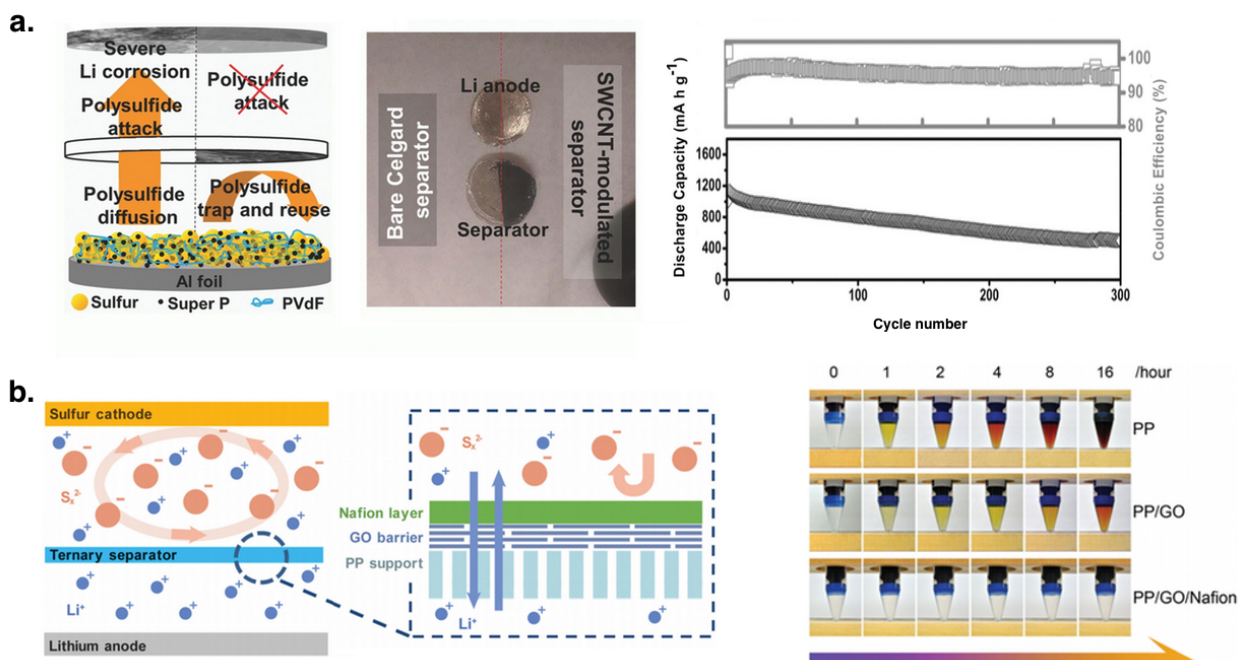 a.
Severe
Li corrosion
Polysulfide
attack
Polysulfide
attack
Polysulfide
diffusion
Polysulfide
trap and reuse
Al foil
Sulfur
Super P
PVdF
Bare Celgard
separator
Li anode
Separator
SWCNT-modulated
separator
Discharge Capacity (mA h g⁻¹)
1600
1200
800
400
0
0
100
200
300
Cycle number
100
90
80
Coulombic Efficiency (%)
b.
Sulfur cathode
Sₓ²⁻
Ternary separator
Li⁺
Lithium anode
Sₓ²⁻
Nafion layer
GO barrier
PP support
Li⁺
0 1 2 4 8 16 /hour
PP
PP/GO
PP/GO/Nafion